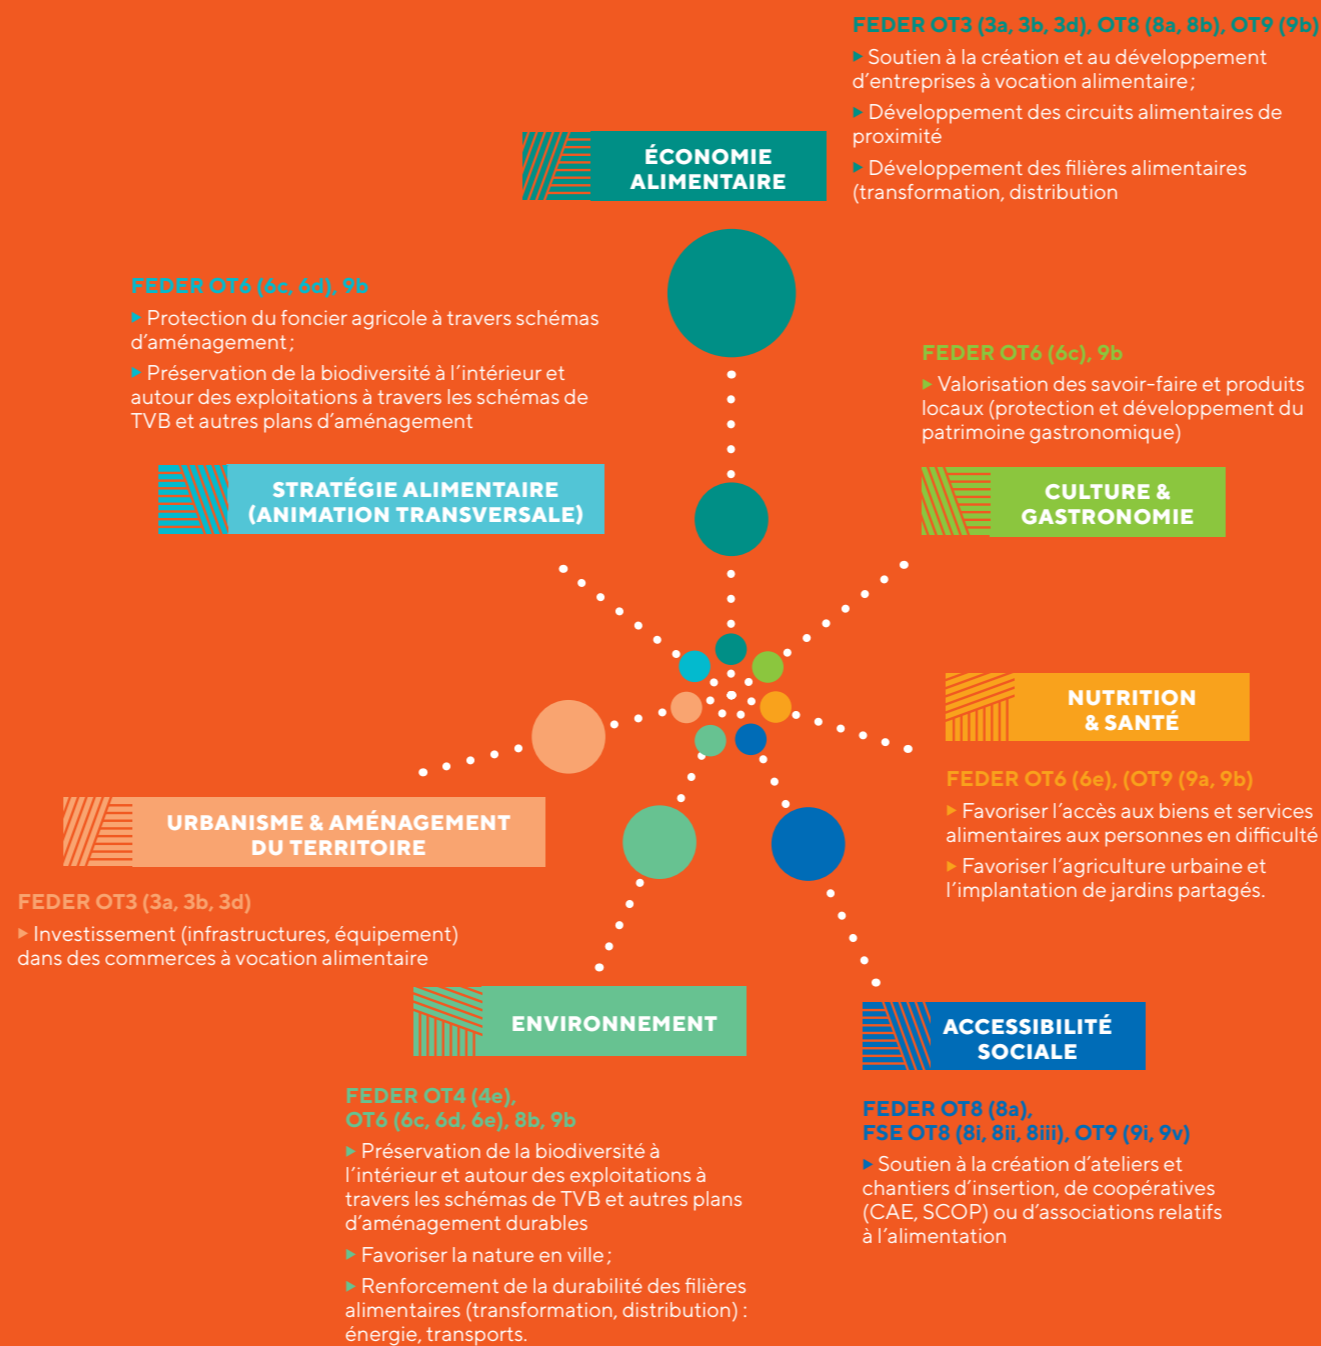 FEDER OT3 (3a, 3b, 3d), OT8 (8a, 8b), OT9 (9b)
▸ Soutien à la création et au développement
d’entreprises à vocation alimentaire ;
▸ Développement des circuits alimentaires de
proximité
▸ Développement des filières alimentaires
(transformation, distribution
ÉCONOMIE
ALIMENTAIRE
FEDER OT6 (6c, 6d), 9b
▸ Protection du foncier agricole à travers schémas
d’aménagement ;
▸ Préservation de la biodiversité à l’intérieur et
autour des exploitations à travers les schémas de
TVB et autres plans d’aménagement
STRATÉGIE ALIMENTAIRE
(ANIMATION TRANSVERSALE)
FEDER OT6 (6c), 9b
▸ Valorisation des savoir-faire et produits
locaux (protection et développement du
patrimoine gastronomique)
CULTURE &
GASTRONOMIE
NUTRITION
& SANTÉ
FEDER OT6 (6e), (OT9 (9a, 9b)
▸ Favoriser l’accès aux biens et services
alimentaires aux personnes en difficulté
▸ Favoriser l’agriculture urbaine et
l’implantation de jardins partagés.
URBANISME & AMÉNAGEMENT
DU TERRITOIRE
FEDER OT3 (3a, 3b, 3d)
▸ Investissement (infrastructures, équipement)
dans des commerces à vocation alimentaire
ENVIRONNEMENT
FEDER OT4 (4e),
OT6 (6c, 6d, 6e), 8b, 9b
▸ Préservation de la biodiversité à
l’intérieur et autour des exploitations à
travers les schémas de TVB et autres plans
d’aménagement durables
▸ Favoriser la nature en ville ;
▸ Renforcement de la durabilité des filières
alimentaires (transformation, distribution) :
énergie, transports.
ACCESSIBILITÉ
SOCIALE
FEDER OT8 (8a),
FSE OT8 (8i, 8ii, 8iii), OT9 (9i, 9v)
▸ Soutien à la création d’ateliers et
chantiers d’insertion, de coopératives
(CAE, SCOP) ou d’associations relatifs
à l’alimentation